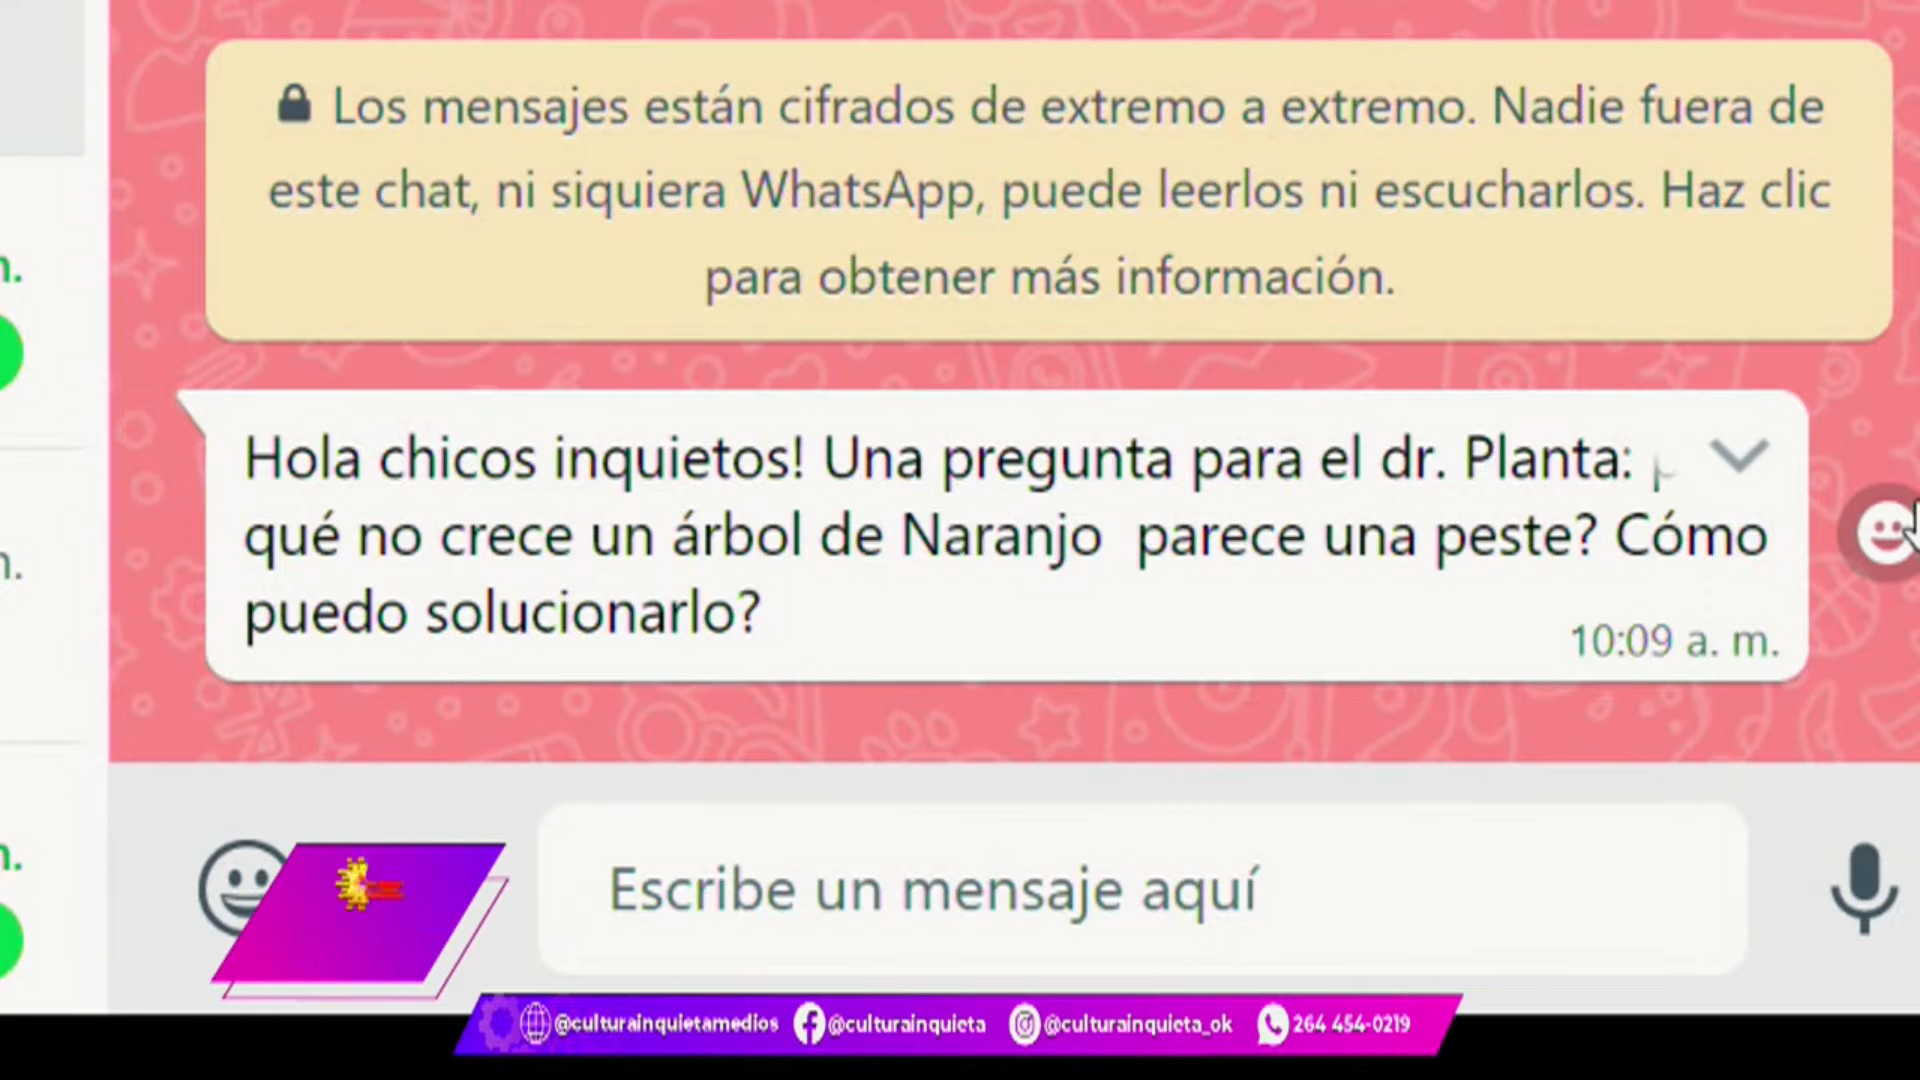 Los mensajes están cifrados de extremo a extremo. Nadie fuera de
este chat, ni siquiera WhatsApp, puede leerlos ni escucharlos. Haz clic
para obtener más información.
n.
Hola chicos inquietos! Una pregunta para el dr. Planta:
qué no crece un árbol de Naranjo parece una peste? Cómo
puedo solucionarlo?
10:09 a. m.
n.
n.
Escribe un mensaje aquí
@culturainquietamedios @culturainquieta @culturainquieta_ok 264 454-0219